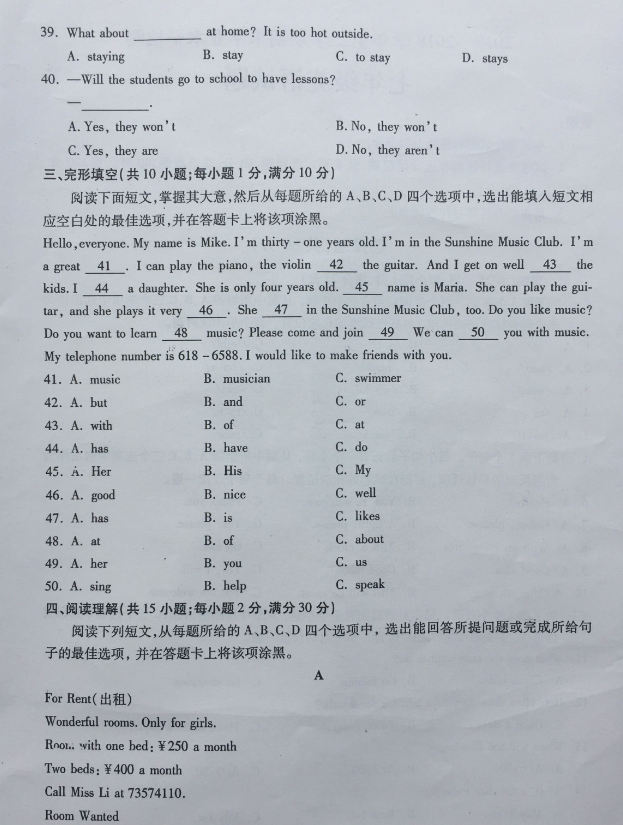 39. What about ________ at home? It is too hot outside.
A. staying B. stay C. to stay D. stays
40. —Will the students go to school to have lessons?
—________.
A. Yes, they won't B. No, they won't
C. Yes, they are D. No, they aren't
三、完形填空(共 10 小题;每小题 1 分,满分 10 分)
阅读下面短文,掌握其大意,然后从每题所给的 A、B、C、D 四个选项中,选出能填入短文相
应空白处的最佳选项,并在答题卡上将该项涂黑。
Hello, everyone. My name is Mike. I'm thirty – one years old. I'm in the Sunshine Music Club. I'm
a great 41 . I can play the piano, the violin 42 the guitar. And I get on well 43 the
kids. I 44 a daughter. She is only four years old. 45 name is Maria. She can play the gui-
tar, and she plays it very 46 . She 47 in the Sunshine Music Club, too. Do you like music?
Do you want to learn 48 music? Please come and join 49 We can 50 you with music.
My telephone number is 618 – 6588. I would like to make friends with you.
41. A. music B. musician C. swimmer
42. A. but B. and C. or
43. A. with B. of C. at
44. A. has B. have C. do
45. A. Her B. His C. My
46. A. good B. nice C. well
47. A. has B. is C. likes
48. A. at B. of C. about
49. A. her B. you C. us
50. A. sing B. help C. speak
四、阅读理解(共 15 小题;每小题 2 分,满分 30 分)
阅读下列短文,从每题所给的 A、B、C、D 四个选项中, 选出能回答所提问题或完成所给句
子的最佳选项, 并在答题卡上将该项涂黑。
A
For Rent(出租)
Wonderful rooms. Only for girls.
Room with one bed: ¥250 a month
Two beds: ¥400 a month
Call Miss Li at 73574110.
Room Wanted